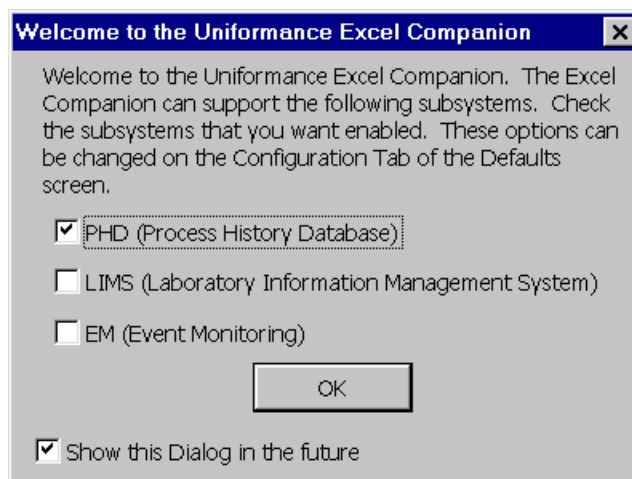 Welcome to the Uniformance Excel Companion
Welcome to the Uniformance Excel Companion. The Excel
Companion can support the following subsystems. Check
the subsystems that you want enabled. These options can
be changed on the Configuration Tab of the Defaults
screen.
PHD (Process History Database)
LIMS (Laboratory Information Management System)
EM (Event Monitoring)
OK
Show this Dialog in the future